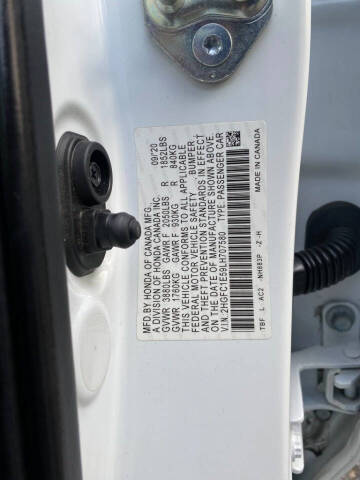 MFD. BY HONDA OF CANADA MFG. 09/20
A DIVISION OF HONDA CANADA INC.
GVWR 3880LBS GAWR F 2050LBS R 1852LBS
GVWR 1760KG GAWR F 930KG R 840KG
THIS VEHICLE CONFORMS TO ALL APPLICABLE
FEDERAL MOTOR VEHICLE SAFETY BUMPER,
AND THEFT PREVENTION STANDARDS IN EFFECT
ON THE DATE OF MANUFACTURE SHOWN ABOVE.
V.I.N. 2HGFC1E59LH707580 TYPE: PASSENGER CAR
TBF L AC2 NH883P -Z -H MADE IN CANADA